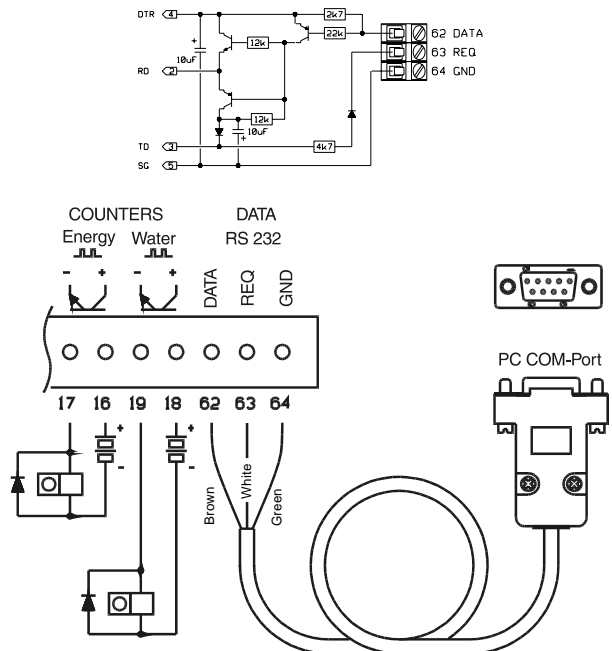 DTR 4
2k7
12k
22k
62 DATA
63 REQ
64 GND
+
10uF
RD 2
12k
+
10uF
TD 3
4k7
SG 5
COUNTERS
Energy Water
- + - +
DATA
RS 232
DATA REQ GND
17 16 19 18 62 63 64
+ +
- -
Brown
White
Green
PC COM-Port